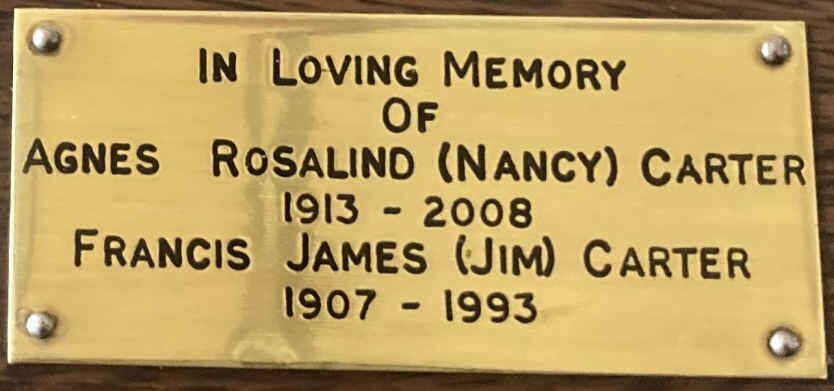 IN LOVING MEMORY
OF
AGNES ROSALIND (NANCY) CARTER
1913 - 2008
FRANCIS JAMES (JIM) CARTER
1907 - 1993